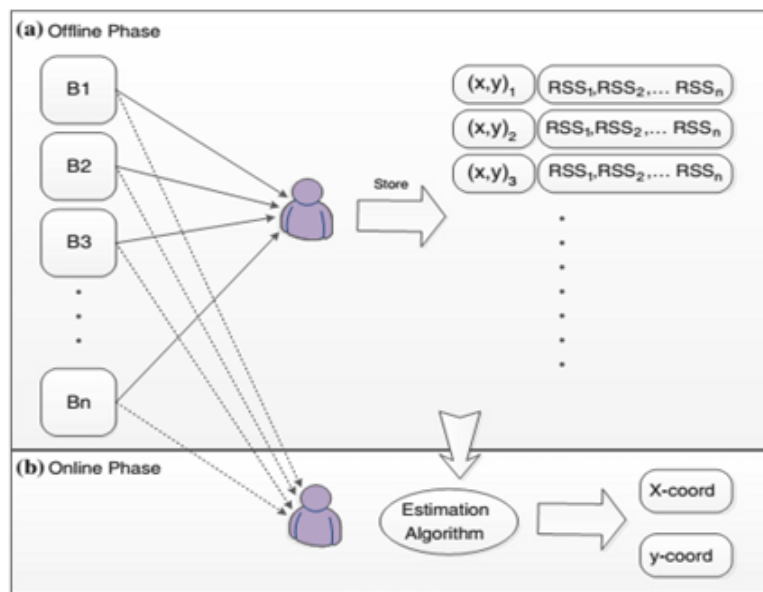 (a) Offline Phase
B1
B2
B3
Bn
Store
(x,y)1 RSS1,RSS2,... RSSn
(x,y)2 RSS1,RSS2,... RSSn
(x,y)3 RSS1,RSS2,... RSSn
(b) Online Phase
Estimation
Algorithm
X-coord
y-coord